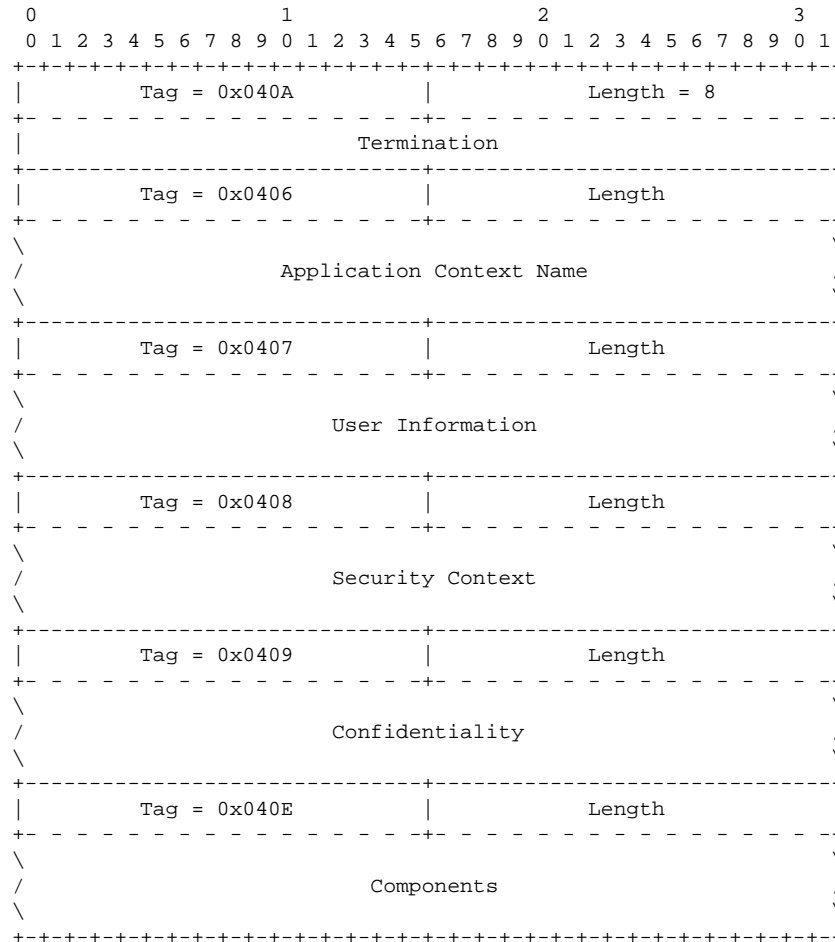 0 1 2 3
0 1 2 3 4 5 6 7 8 9 0 1 2 3 4 5 6 7 8 9 0 1 2 3 4 5 6 7 8 9 0 1
+-+-+-+-+-+-+-+-+-+-+-+-+-+-+-+-+-+-+-+-+-+-+-+-+-+-+-+-+-+-+-+-
| Tag = 0x040A | Length = 8
+- - - - - - - - - - - - - - - -+- - - - - - - - - - - - - - - --
| Termination
+-------------------------------+--------------------------------
| Tag = 0x0406 | Length
+- - - - - - - - - - - - - - - -+- - - - - - - - - - - - - - - --
\ \
/ Application Context Name /
\ \
+-------------------------------+--------------------------------
| Tag = 0x0407 | Length
+- - - - - - - - - - - - - - - -+- - - - - - - - - - - - - - - --
\ \
/ User Information /
\ \
+-------------------------------+--------------------------------
| Tag = 0x0408 | Length
+- - - - - - - - - - - - - - - -+- - - - - - - - - - - - - - - --
\ \
/ Security Context /
\ \
+-------------------------------+--------------------------------
| Tag = 0x0409 | Length
+- - - - - - - - - - - - - - - -+- - - - - - - - - - - - - - - --
\ \
/ Confidentiality /
\ \
+-------------------------------+--------------------------------
| Tag = 0x040E | Length
+- - - - - - - - - - - - - - - -+- - - - - - - - - - - - - - - --
\ \
/ Components /
\ \
+-+-+-+-+-+-+-+-+-+-+-+-+-+-+-+-+-+-+-+-+-+-+-+-+-+-+-+-+-+-+-+-